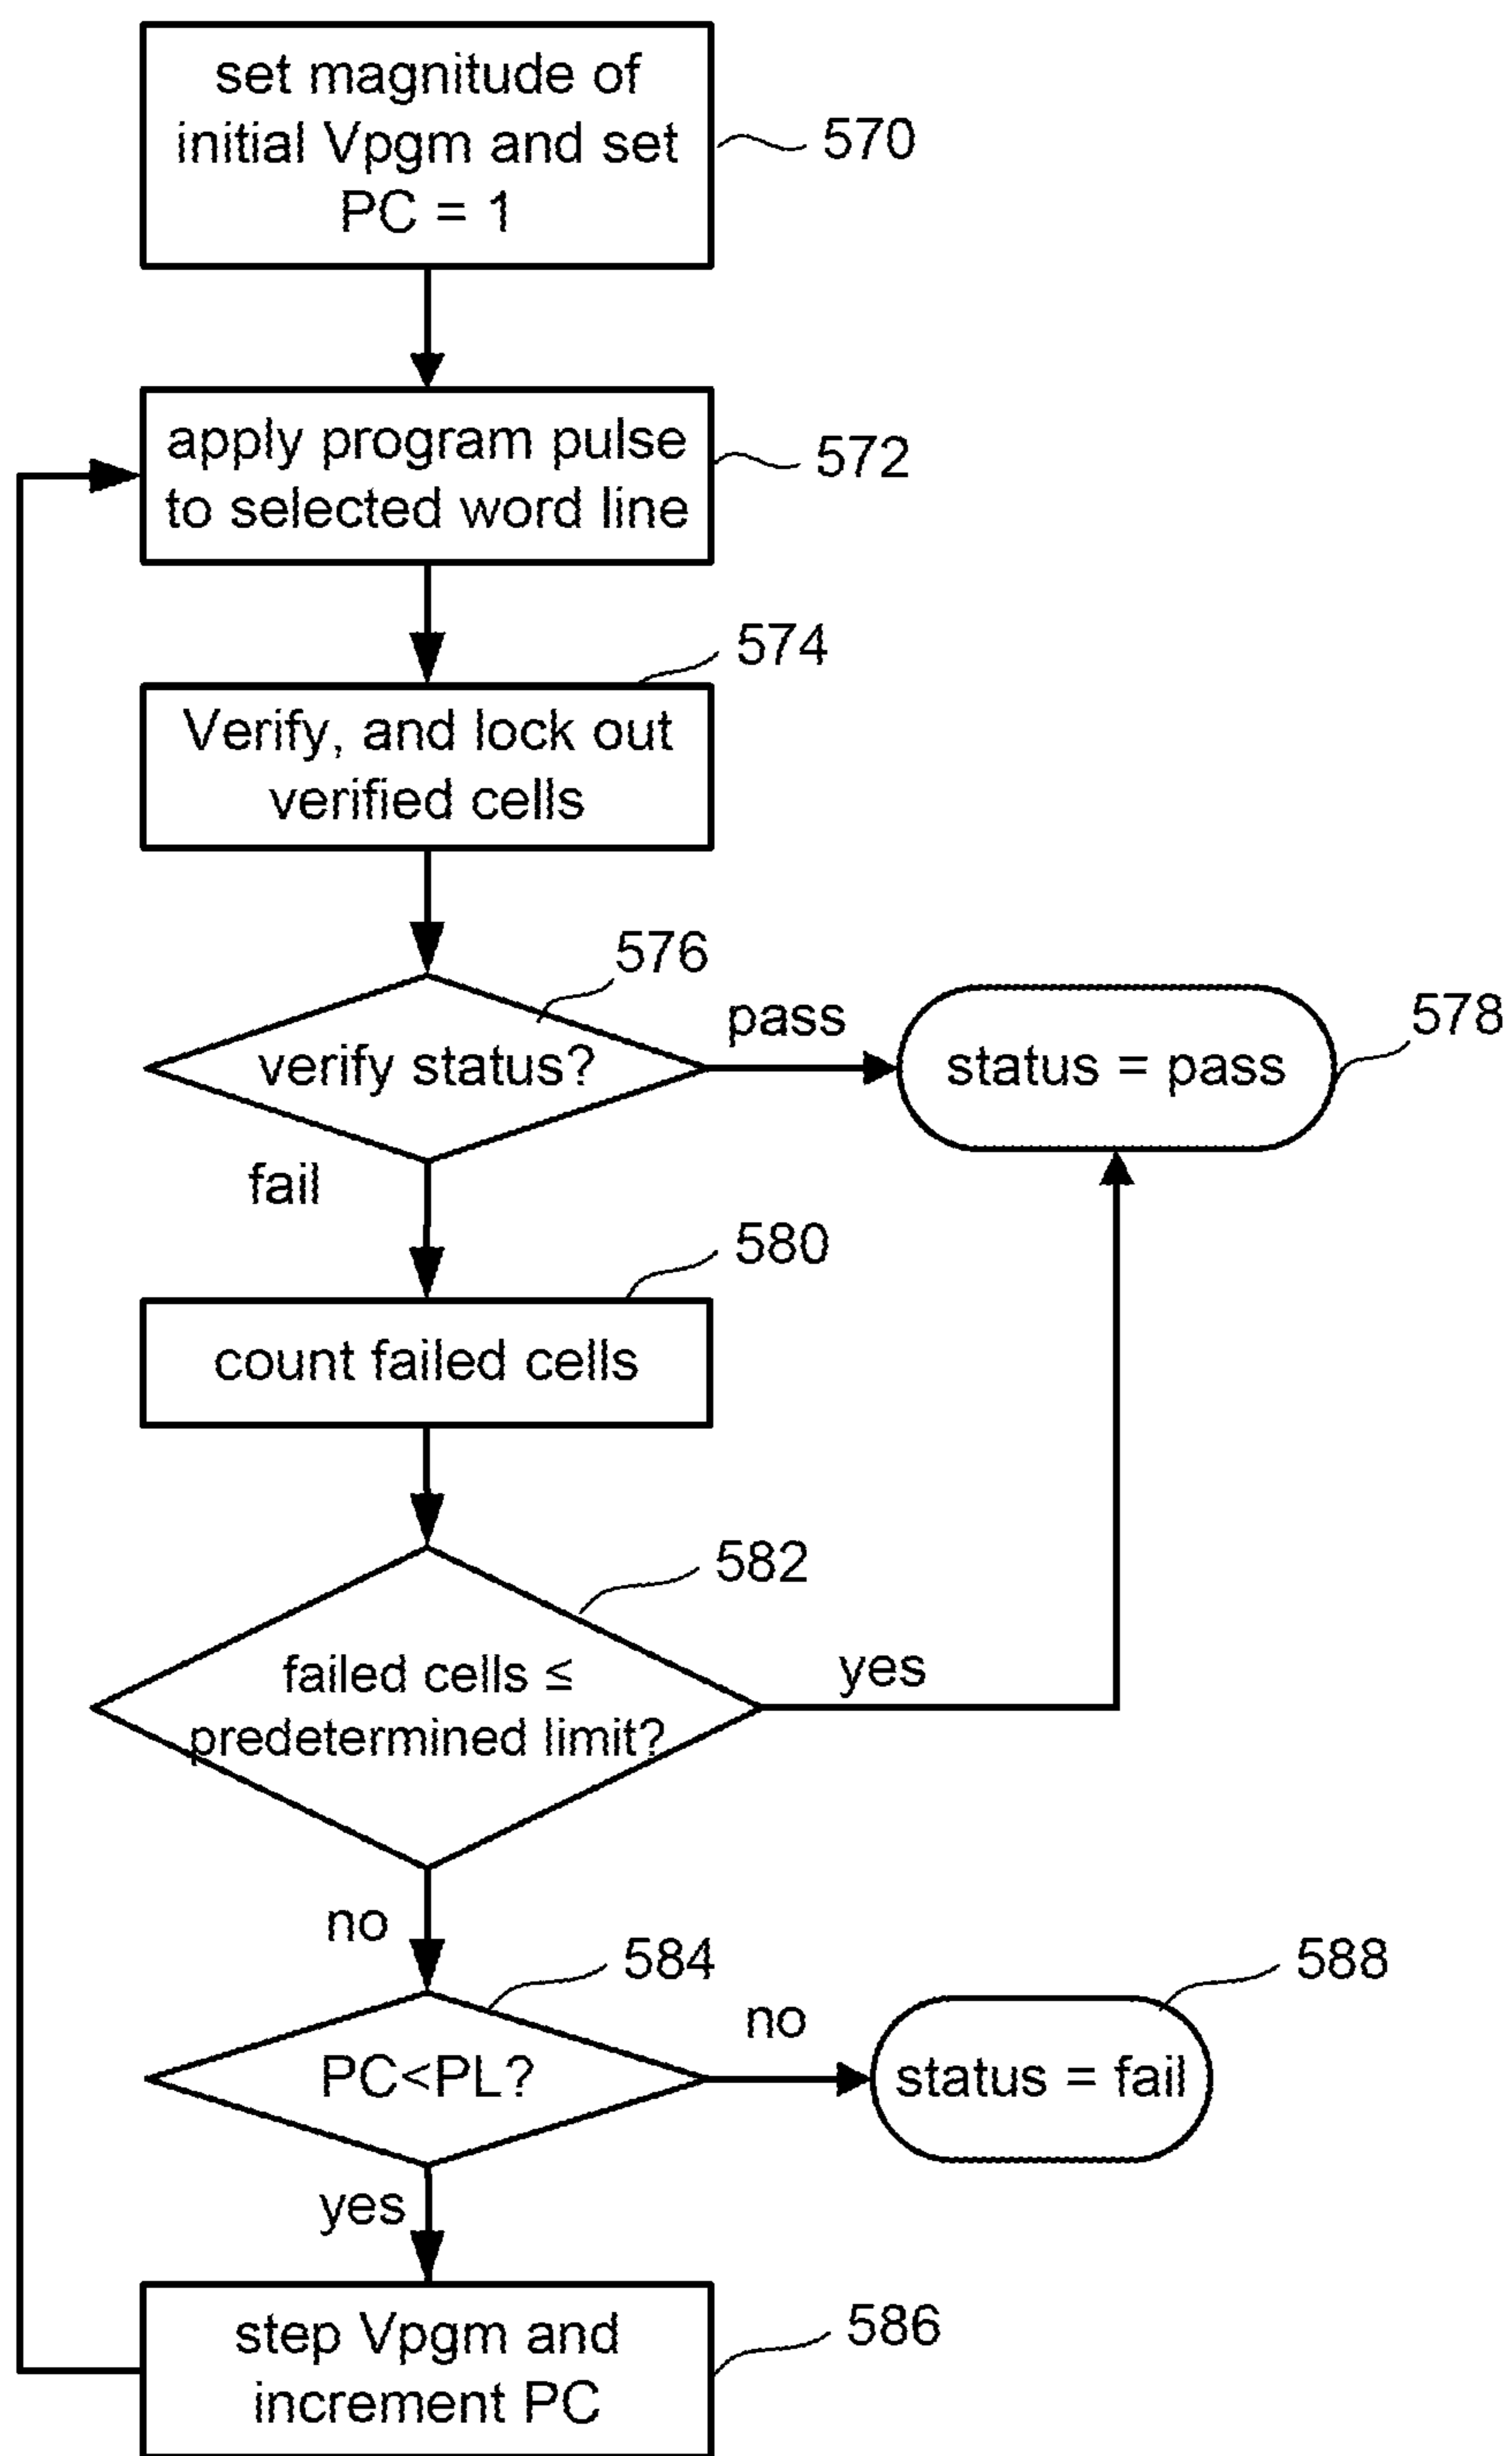 set magnitude of
initial Vpgm and set
PC = 1
570
apply program pulse
to selected word line
572
574
Verify, and lock out
verified cells
576
verify status?
pass
status = pass
578
fail
580
count failed cells
582
failed cells ≤
predetermined limit?
yes
no
584
PC<PL?
no
588
status = fail
yes
step Vpgm and
increment PC
586